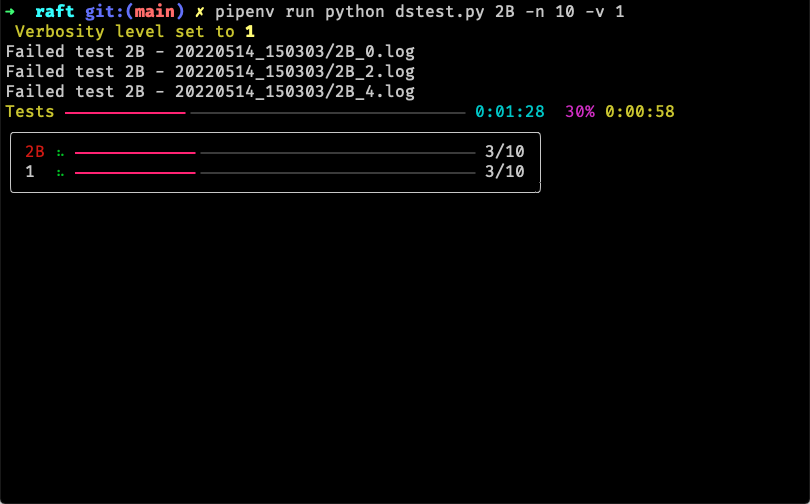 ➜ raft git:(main) ✗ pipenv run python dstest.py 2B -n 10 -v 1
Verbosity level set to 1
Failed test 2B - 20220514_150303/2B_0.log
Failed test 2B - 20220514_150303/2B_2.log
Failed test 2B - 20220514_150303/2B_4.log
Tests 0:01:28 30% 0:00:58
2B 3/10
1 3/10